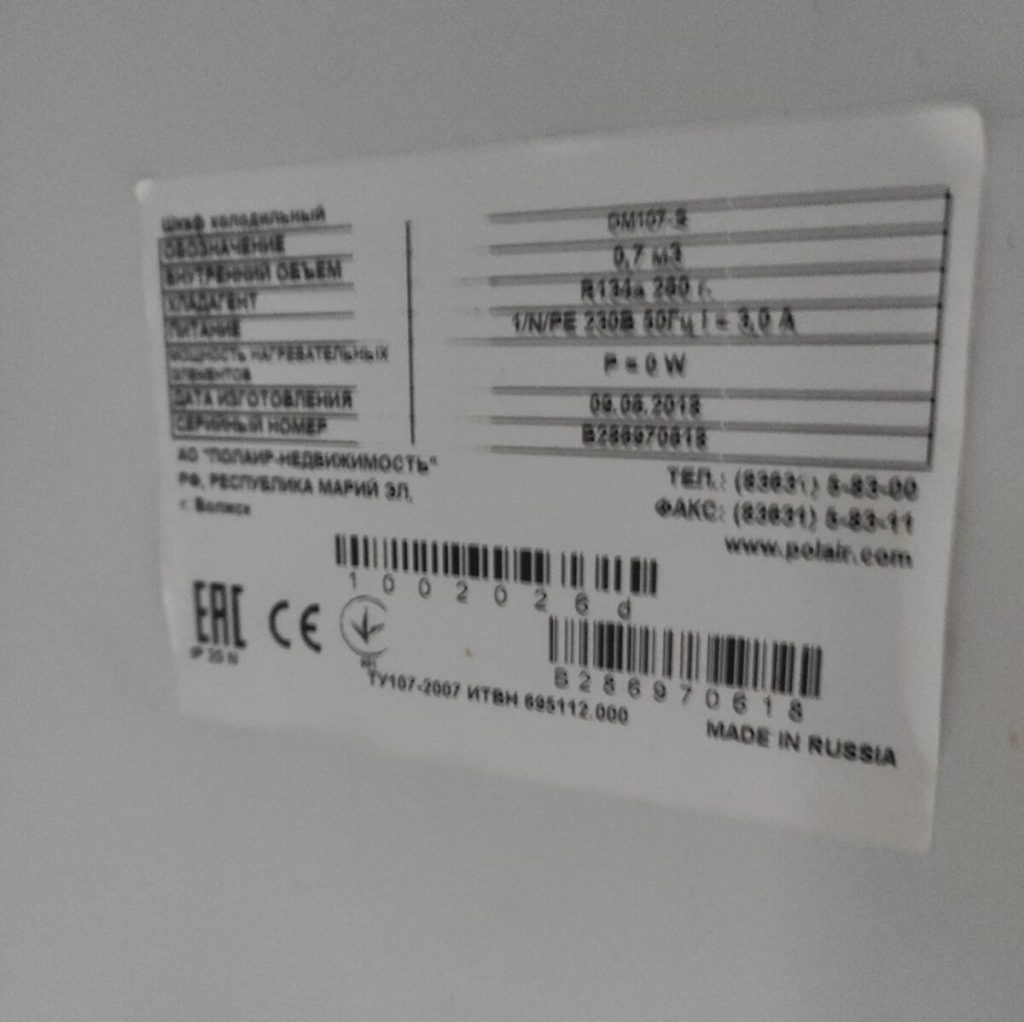 Шкаф холодильный
ОБОЗНАЧЕНИЕ DM107-S
ВНУТРЕННИЙ ОБЪЕМ 0,7 м3
ХЛАДАГЕНТ R134a г.
ПИТАНИЕ 1/N/PE 230В 50Гц I = 3,0 А
МОЩНОСТЬ НАГРЕВАТЕЛЬНЫХ
ЭЛЕМЕНТОВ P = 0 W
ДАТА ИЗГОТОВЛЕНИЯ 09.06.2018
СЕРИЙНЫЙ НОМЕР B286970618
АО "ПОЛАИР-НЕДВИЖИМОСТЬ"
РФ, РЕСПУБЛИКА МАРИЙ ЭЛ,
г. Волжск
ТЕЛ.: (83631) 5-83-00
ФАКС: (83631) 5-83-11
www.polair.com
1002026d
EAC CE
IP 20 N
B286970618
ТУ107-2007 ИТВН 695112.000
MADE IN RUSSIA